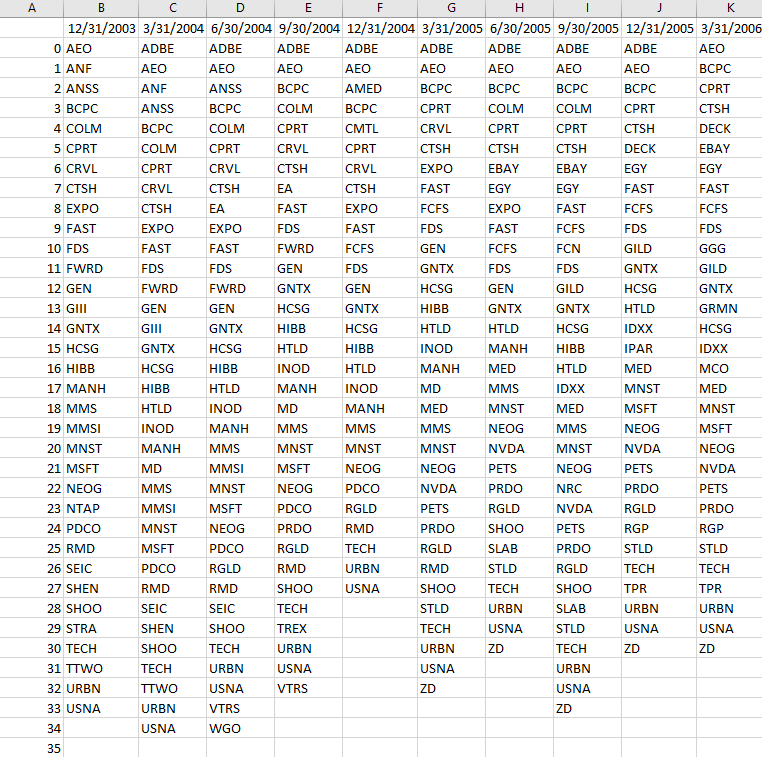 A B C D E F G H I J K
12/31/2003 3/31/2004 6/30/2004 9/30/2004 12/31/2004 3/31/2005 6/30/2005 9/30/2005 12/31/2005 3/31/2006
0 AEO ADBE ADBE ADBE ADBE ADBE ADBE ADBE ADBE AEO
1 ANF AEO AEO AEO AEO AEO AEO AEO AEO BCPC
2 ANSS ANF ANSS BCPC AMED BCPC BCPC BCPC BCPC CPRT
3 BCPC ANSS BCPC COLM BCPC CPRT COLM COLM CPRT CTSH
4 COLM BCPC COLM CPRT CMTL CRVL CPRT CPRT CTSH DECK
5 CPRT COLM CPRT CRVL CPRT CTSH CTSH CTSH DECK EBAY
6 CRVL CPRT CRVL CTSH CRVL EXPO EBAY EBAY EGY EGY
7 CTSH CRVL CTSH EA CTSH FAST EGY EGY FAST FAST
8 EXPO CTSH EA FAST EXPO FCFS EXPO FAST FCFS FCFS
9 FAST EXPO EXPO FDS FAST FDS FAST FCFS FDS FDS
10 FDS FAST FAST FWRD FCFS GEN FCFS FCN GILD GGG
11 FWRD FDS FDS GEN FDS GNTX FDS FDS GNTX GILD
12 GEN FWRD FWRD GNTX GEN HCSG GEN GILD HCSG GNTX
13 GIII GEN GEN HCSG GNTX HIBB GNTX GNTX HTLD GRMN
14 GNTX GIII GNTX HIBB HCSG HTLD HTLD HCSG IDXX HCSG
15 HCSG GNTX HCSG HTLD HIBB INOD MANH HIBB IPAR IDXX
16 HIBB HCSG HIBB INOD HTLD MANH MED HTLD MED MCO
17 MANH HIBB HTLD MANH INOD MD MMS IDXX MNST MED
18 MMS HTLD INOD MD MANH MED MNST MED MSFT MNST
19 MMSI INOD MANH MMS MMS MMS NEOG MMS NEOG MSFT
20 MNST MANH MMS MNST MNST MNST NVDA MNST NVDA NEOG
21 MSFT MD MMSI MSFT NEOG NEOG PETS NEOG PETS NVDA
22 NEOG MMS MNST NEOG PDCO NVDA PRDO NRC PRDO PETS
23 NTAP MMSI MSFT PDCO RGLD PETS RGLD NVDA RGLD PRDO
24 PDCO MNST NEOG PRDO RMD PRDO SHOO PETS RGP RGP
25 RMD MSFT PDCO RGLD TECH RGLD SLAB PRDO STLD STLD
26 SEIC PDCO RGLD RMD URBN RMD STLD RGLD TECH TECH
27 SHEN RMD RMD SHOO USNA SHOO TECH SHOO TPR TPR
28 SHOO SEIC SEIC TECH STLD URBN SLAB URBN URBN
29 STRA SHEN SHOO TREX TECH USNA STLD USNA USNA
30 TECH SHOO TECH URBN URBN ZD TECH ZD ZD
31 TTWO TECH URBN USNA USNA URBN
32 URBN TTWO USNA VTRS ZD USNA
33 USNA URBN VTRS ZD
34 USNA WGO
35